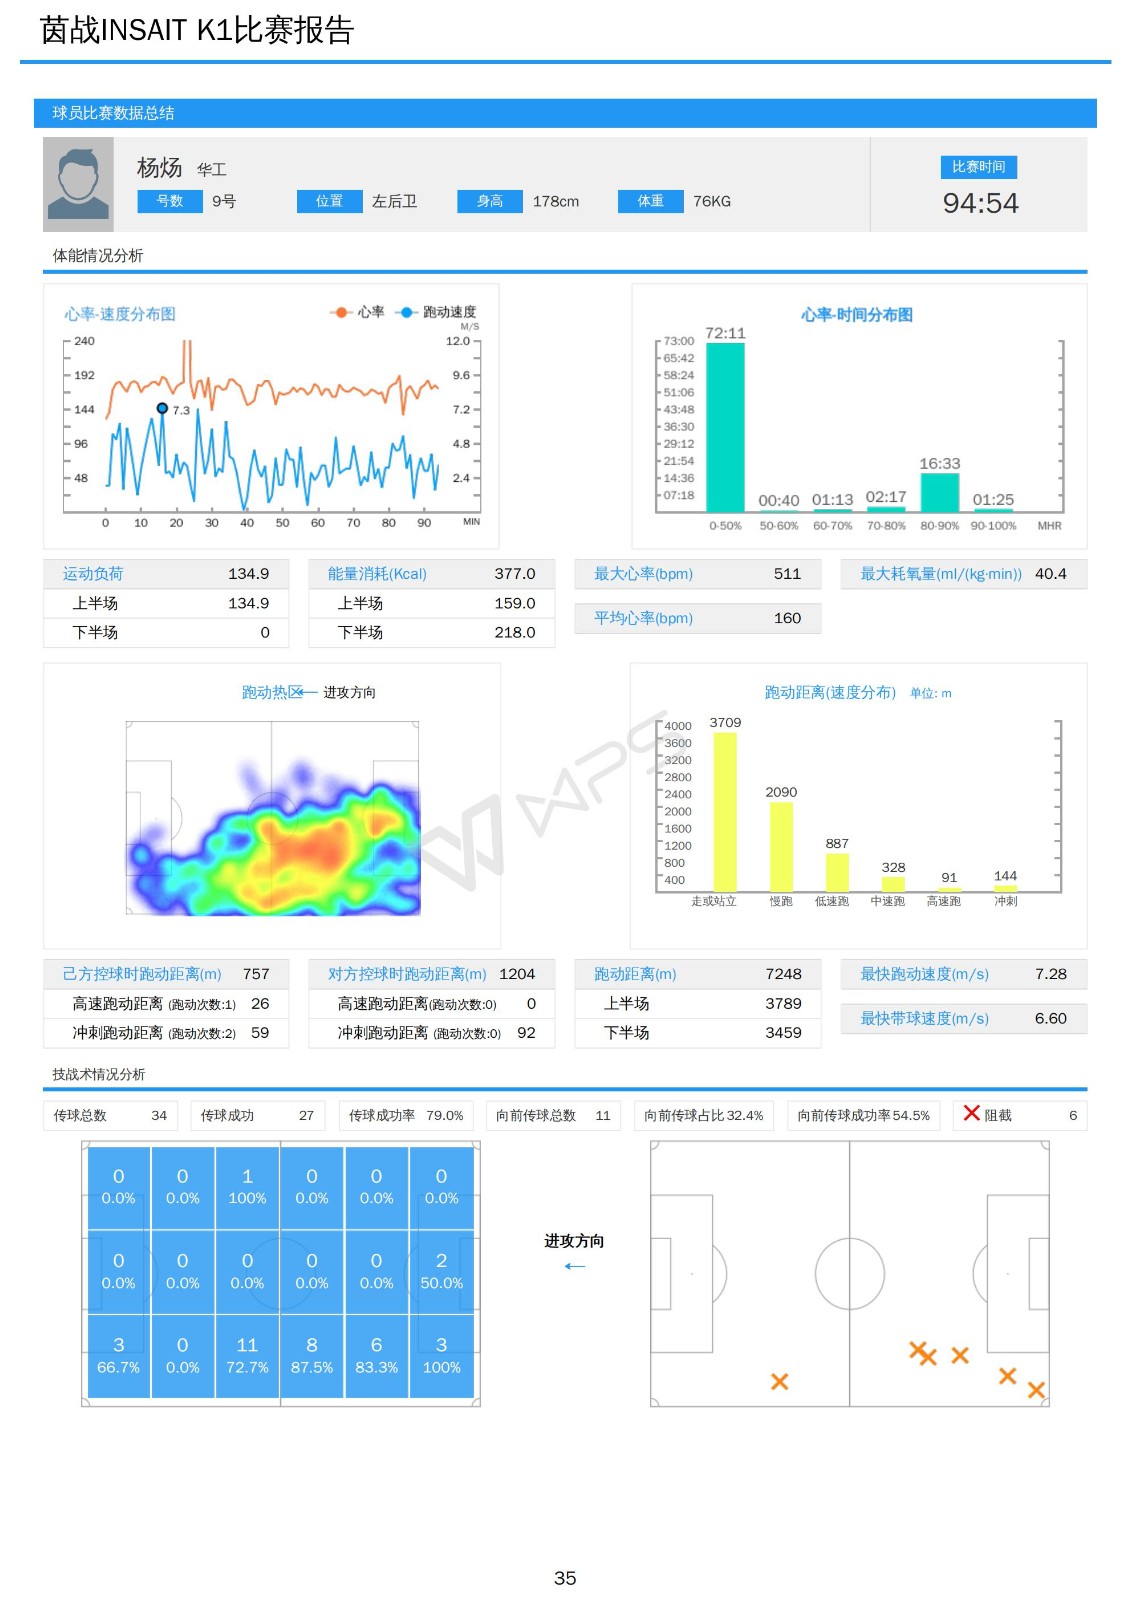 茵战INSAIT K1比赛报告
球员比赛数据总结
杨炀 华工
号数 9号 位置 左后卫 身高 178cm 体重 76KG
比赛时间
94:54
体能情况分析
心率-速度分布图 心率 跑动速度
M/S
240 12.0
192 9.6
144 7.3 7.2
96 4.8
48 2.4
0 10 20 30 40 50 60 70 80 90 MIN
心率-时间分布图
73:00 72:11
65:42
58:24
51:06
43:48
36:30
29:12
21:54 16:33
14:36
07:18 00:40 01:13 02:17 01:25
0-50% 50-60% 60-70% 70-80% 80-90% 90-100% MHR
运动负荷 134.9
上半场 134.9
下半场 0
能量消耗(Kcal) 377.0
上半场 159.0
下半场 218.0
最大心率(bpm) 511
平均心率(bpm) 160
最大耗氧量(ml/(kg·min)) 40.4
跑动热区 ← 进攻方向
跑动距离(速度分布) 单位: m
4000 3709
3600
3200
2800
2400 2090
2000
1600
1200 887
800 328
400 91 144
走或站立 慢跑 低速跑 中速跑 高速跑 冲刺
WPS
己方控球时跑动距离(m) 757
高速跑动距离 (跑动次数:1) 26
冲刺跑动距离 (跑动次数:2) 59
对方控球时跑动距离(m) 1204
高速跑动距离(跑动次数:0) 0
冲刺跑动距离 (跑动次数:0) 92
跑动距离(m) 7248
上半场 3789
下半场 3459
最快跑动速度(m/s) 7.28
最快带球速度(m/s) 6.60
技战术情况分析
传球总数 34 传球成功 27 传球成功率 79.0% 向前传球总数 11 向前传球占比 32.4% 向前传球成功率 54.5% 阻截 6
0 0 1 0 0 0
0.0% 0.0% 100% 0.0% 0.0% 0.0%
0 0 0 0 0 2
0.0% 0.0% 0.0% 0.0% 0.0% 50.0%
3 0 11 8 6 3
66.7% 0.0% 72.7% 87.5% 83.3% 100%
进攻方向
←
35